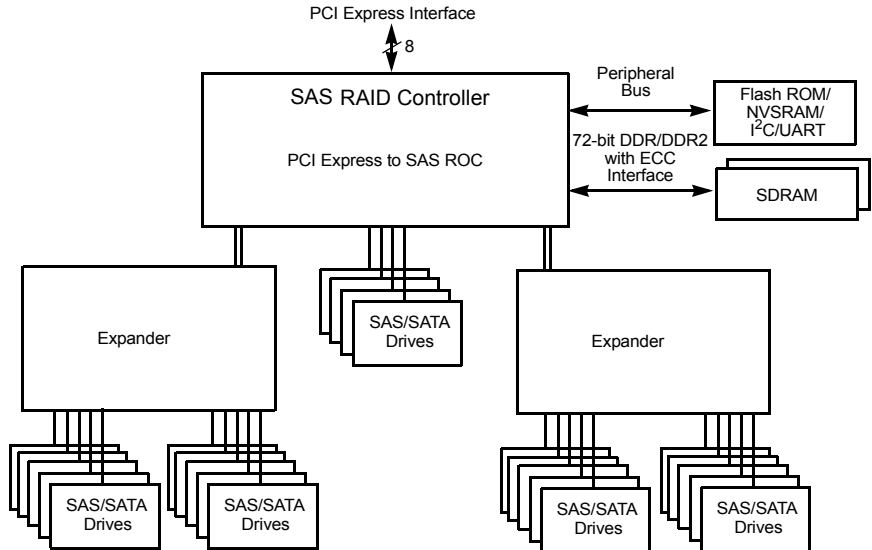 PCI Express Interface
8
SAS RAID Controller
PCI Express to SAS ROC
Peripheral
Bus
Flash ROM/
NVSRAM/
I²C/UART
72-bit DDR/DDR2
with ECC
Interface
SDRAM
Expander
SAS/SATA
Drives
Expander
SAS/SATA
Drives
SAS/SATA
Drives
SAS/SATA
Drives
SAS/SATA
Drives